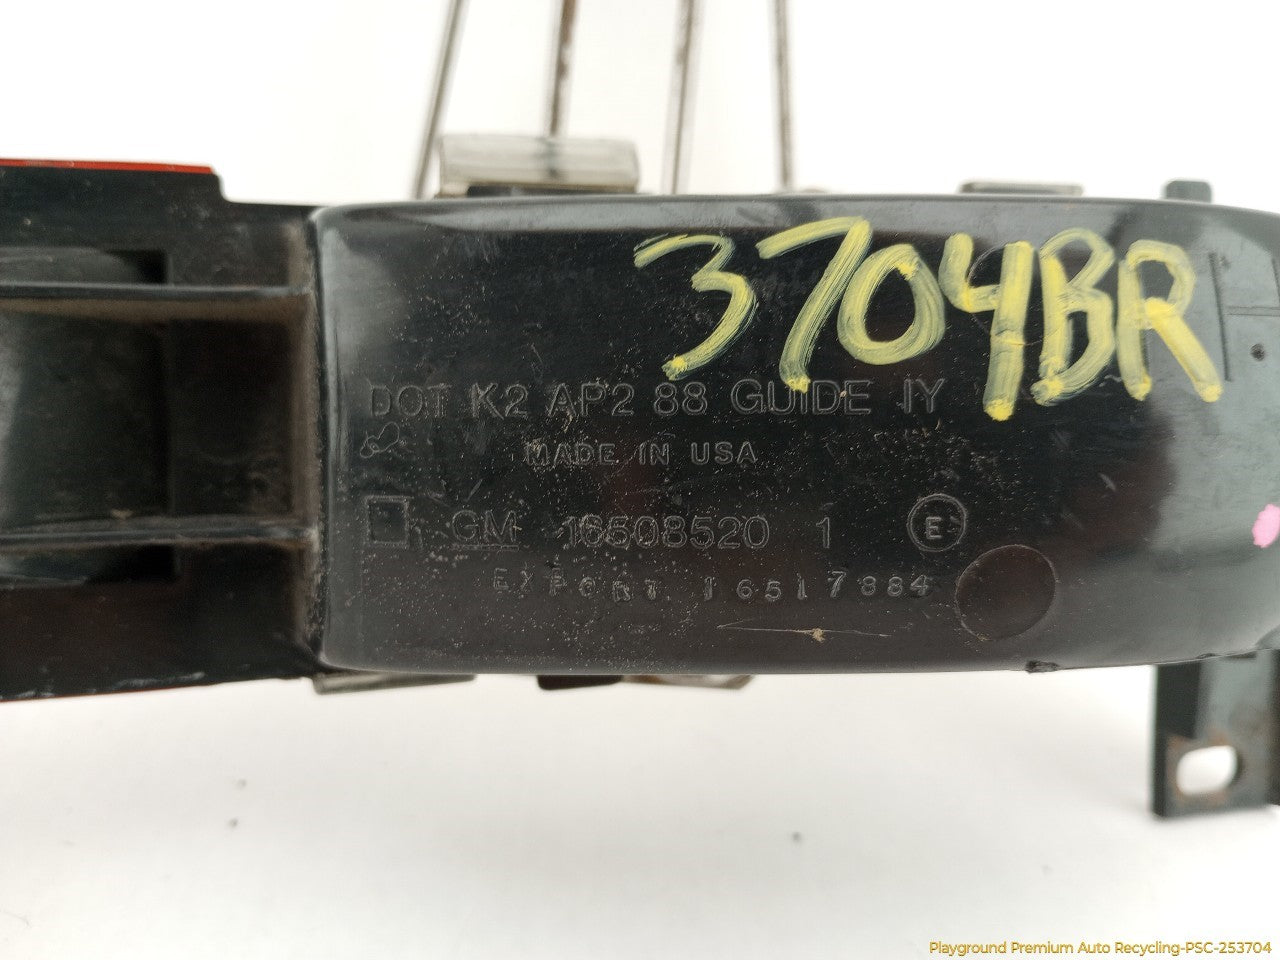 3704BR
DOT K2 AP2 88 GUIDE IY
MADE IN USA
GM 16508520 1 E
EXPORT 16517884
Playground Premium Auto Recycling-PSC-253704